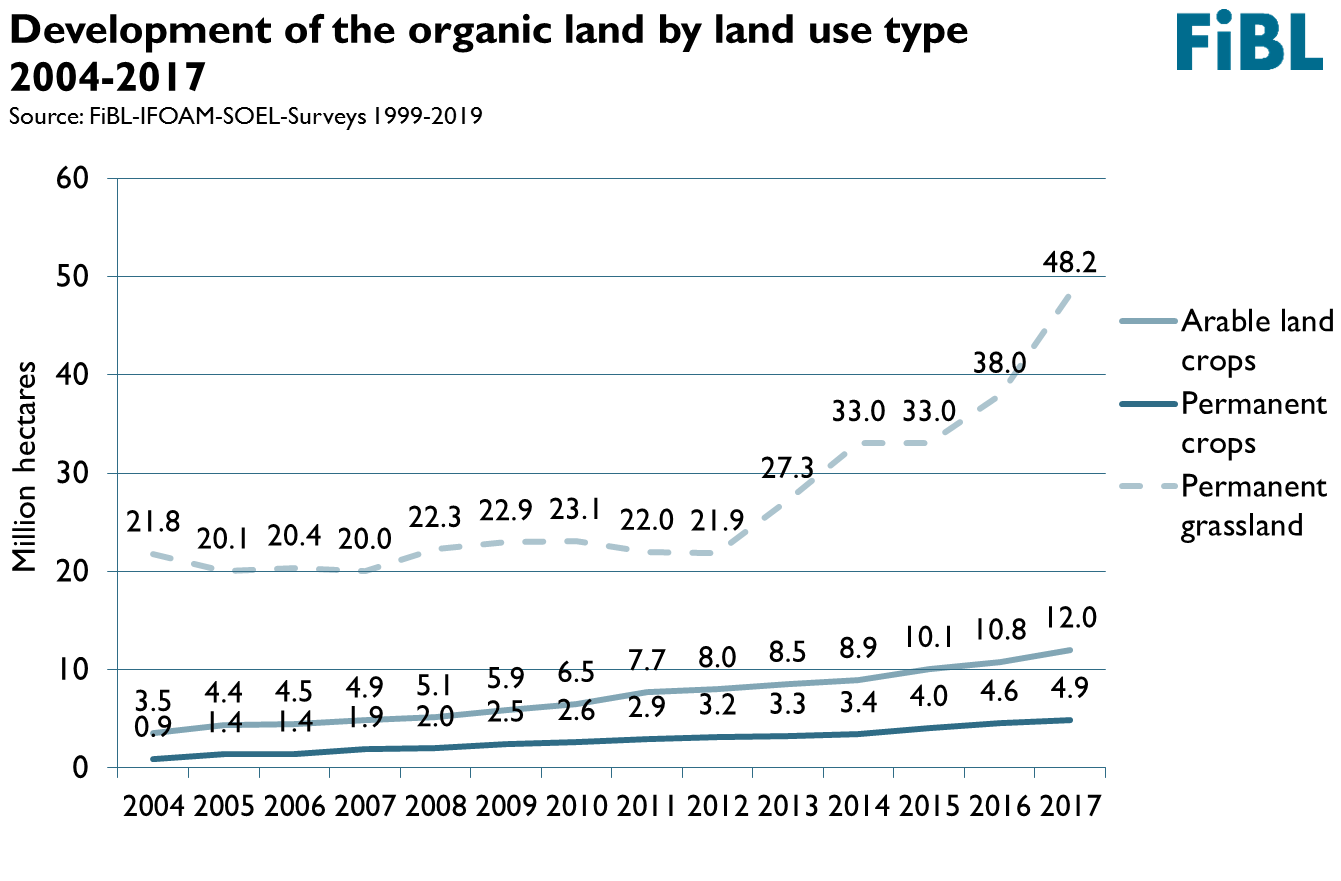 Development of the organic land by land use type
2004-2017
Source: FiBL-IFOAM-SOEL-Surveys 1999-2019
FiBL
Million hectares
60
50
40
30
20
10
0
48.2
38.0
33.0 33.0
27.3
21.8 20.1 20.4 20.0 22.3 22.9 23.1 22.0 21.9
3.5 4.4 4.5 4.9 5.1 5.9 6.5 7.7 8.0 8.5 8.9 10.1 10.8 12.0
0.9 1.4 1.4 1.9 2.0 2.5 2.6 2.9 3.2 3.3 3.4 4.0 4.6 4.9
2004 2005 2006 2007 2008 2009 2010 2011 2012 2013 2014 2015 2016 2017
Arable land
crops
Permanent
crops
Permanent
grassland